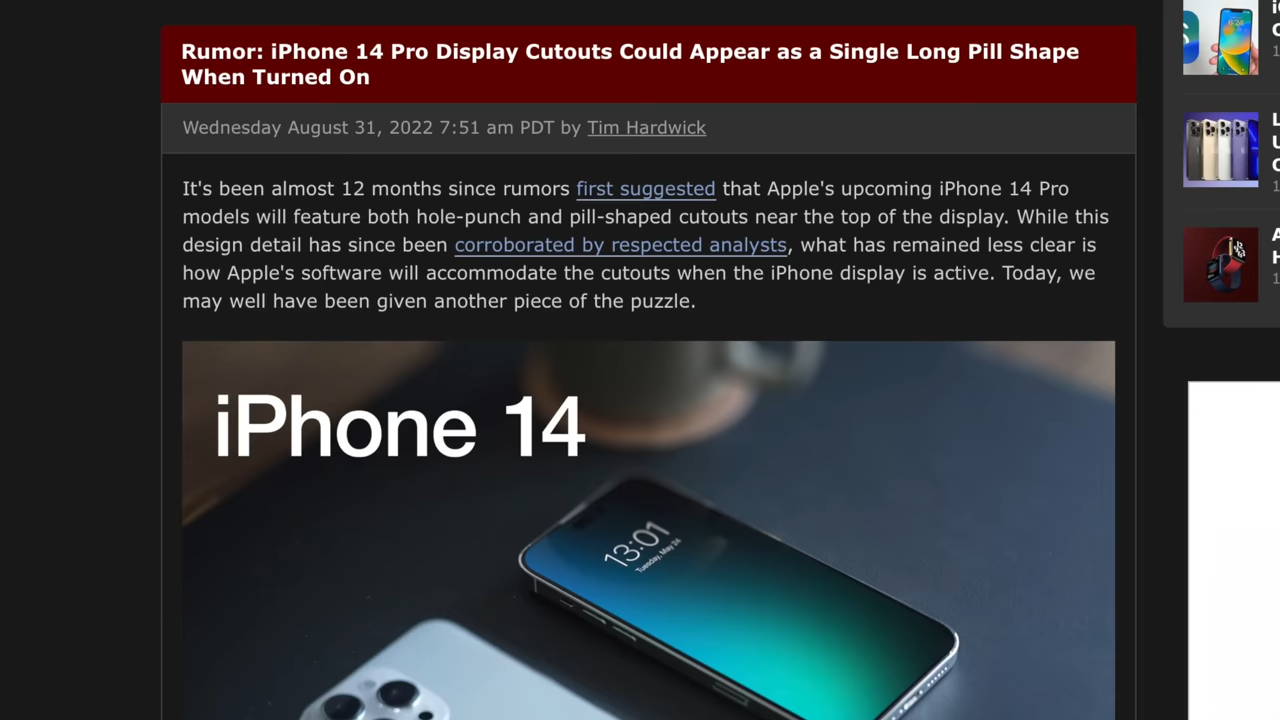 Rumor: iPhone 14 Pro Display Cutouts Could Appear as a Single Long Pill Shape
When Turned On
Wednesday August 31, 2022 7:51 am PDT by Tim Hardwick
It's been almost 12 months since rumors first suggested that Apple's upcoming iPhone 14 Pro
models will feature both hole-punch and pill-shaped cutouts near the top of the display. While this
design detail has since been corroborated by respected analysts, what has remained less clear is
how Apple's software will accommodate the cutouts when the iPhone display is active. Today, we
may well have been given another piece of the puzzle.
iPhone 14
13:01
Tuesday, May 24